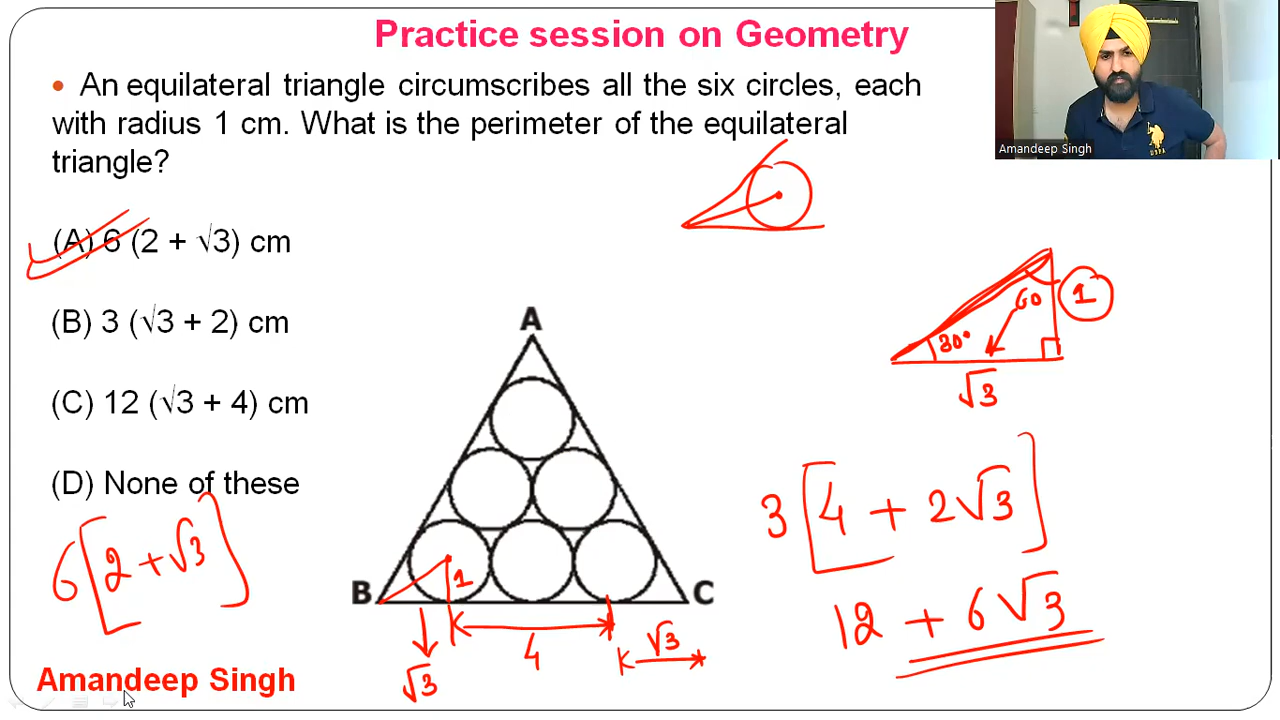 Practice session on Geometry
• An equilateral triangle circumscribes all the six circles, each
with radius 1 cm. What is the perimeter of the equilateral
triangle?
Amandeep Singh
(A) 6 (2 + √3) cm
(B) 3 (√3 + 2) cm
(C) 12 (√3 + 4) cm
(D) None of these
6[2 + √3]
A
B
C
1
√3
4
√3
30°
60
1
√3
3[4 + 2√3]
12 + 6√3
Amandeep Singh